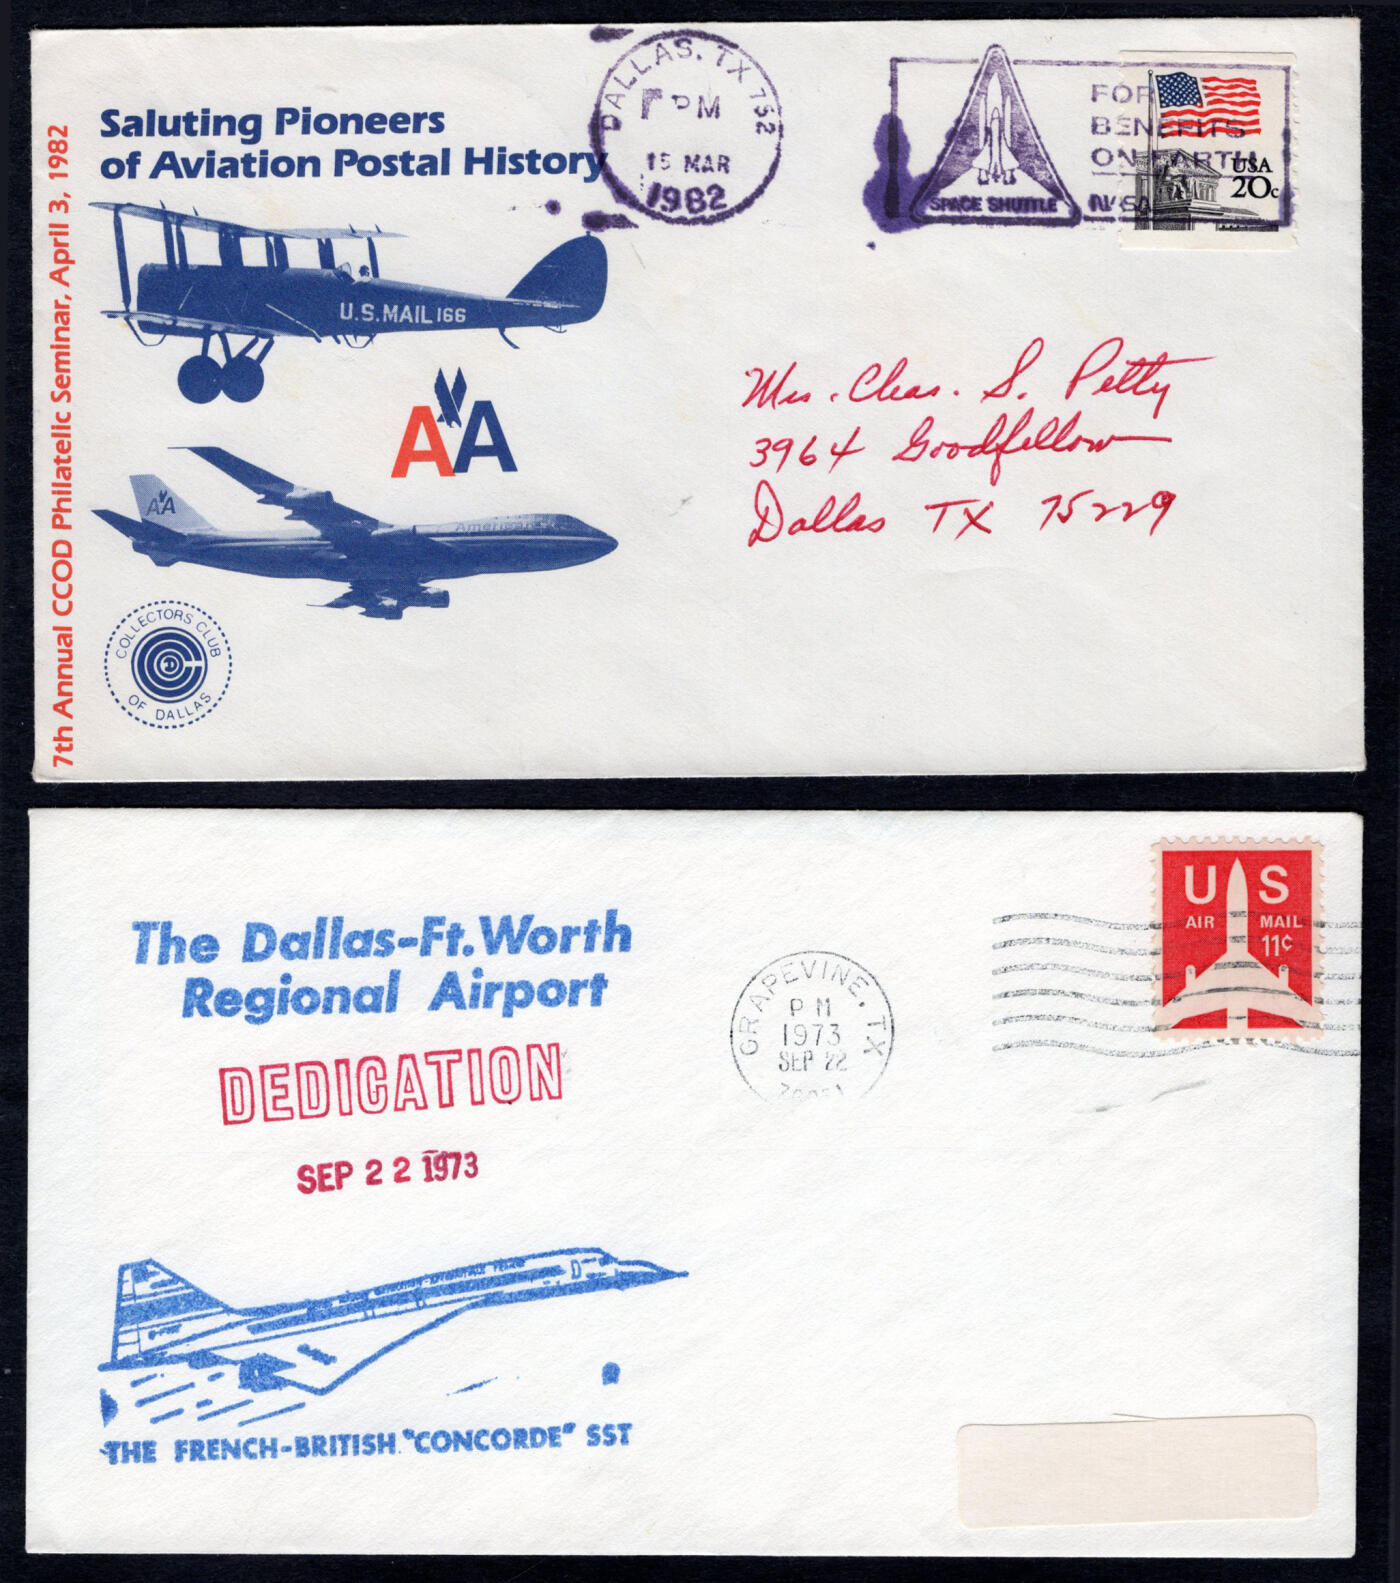 7th Annual CCOD Philatelic Seminar, April 3, 1982
Saluting Pioneers
of Aviation Postal History
U.S.MAIL 166
AA
AA
American
COLLECTORS CLUB
OF DALLAS
DALLAS, TX 752
PM
15 MAR
1982
SPACE SHUTTLE
FOR
BENEFITS
ON EARTH
NASA
USA
20c
Mrs. Chas. S. Petty
3964 Goodfellow
Dallas TX 75229
The Dallas-Ft. Worth
Regional Airport
DEDICATION
SEP 22 1973
THE FRENCH-BRITISH "CONCORDE" SST
GRAPEVINE, TX
PM
1973
SEP 22
US
AIR MAIL
11¢